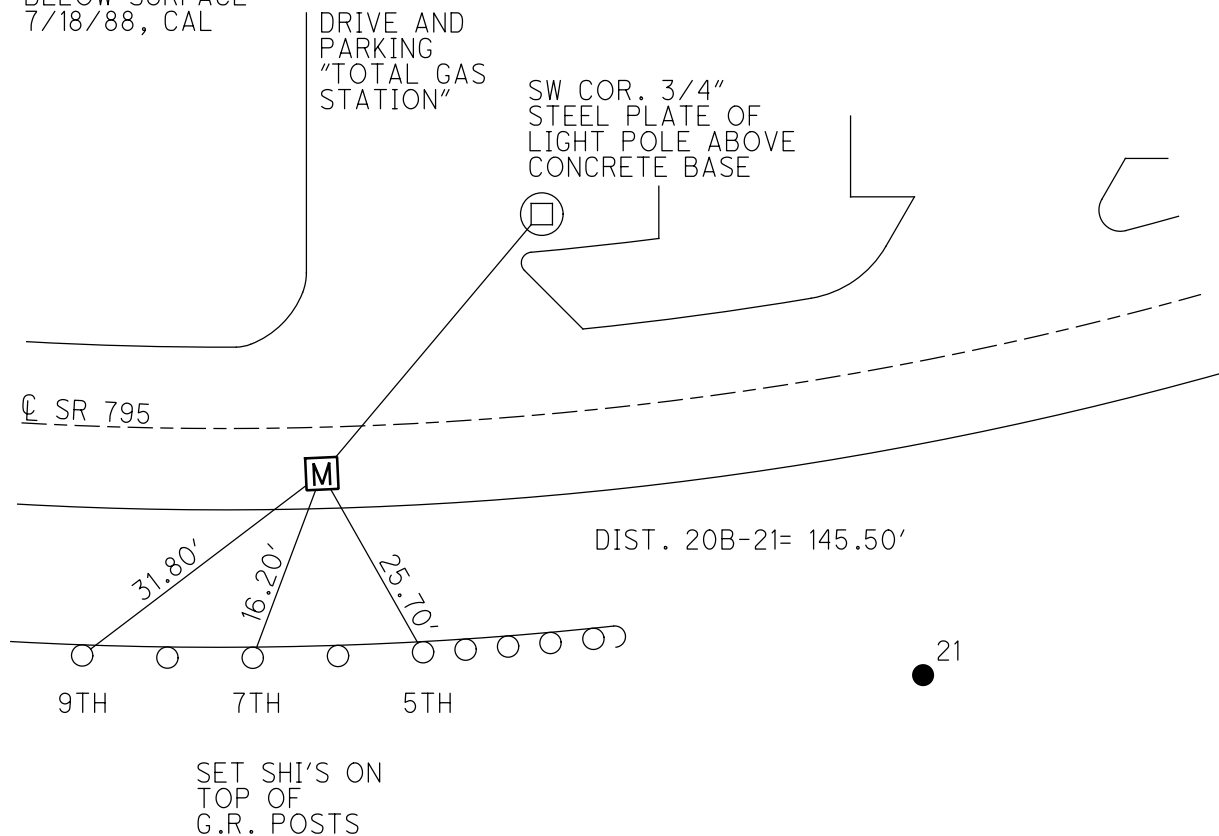 BELOW SURFACE
7/18/88, CAL
DRIVE AND
PARKING
"TOTAL GAS
STATION"
SW COR. 3/4"
STEEL PLATE OF
LIGHT POLE ABOVE
CONCRETE BASE
℄ SR 795
M
DIST. 20B-21= 145.50'
31.80'
16.20'
25.70'
21
9TH
7TH
5TH
SET SHI'S ON
TOP OF
G.R. POSTS